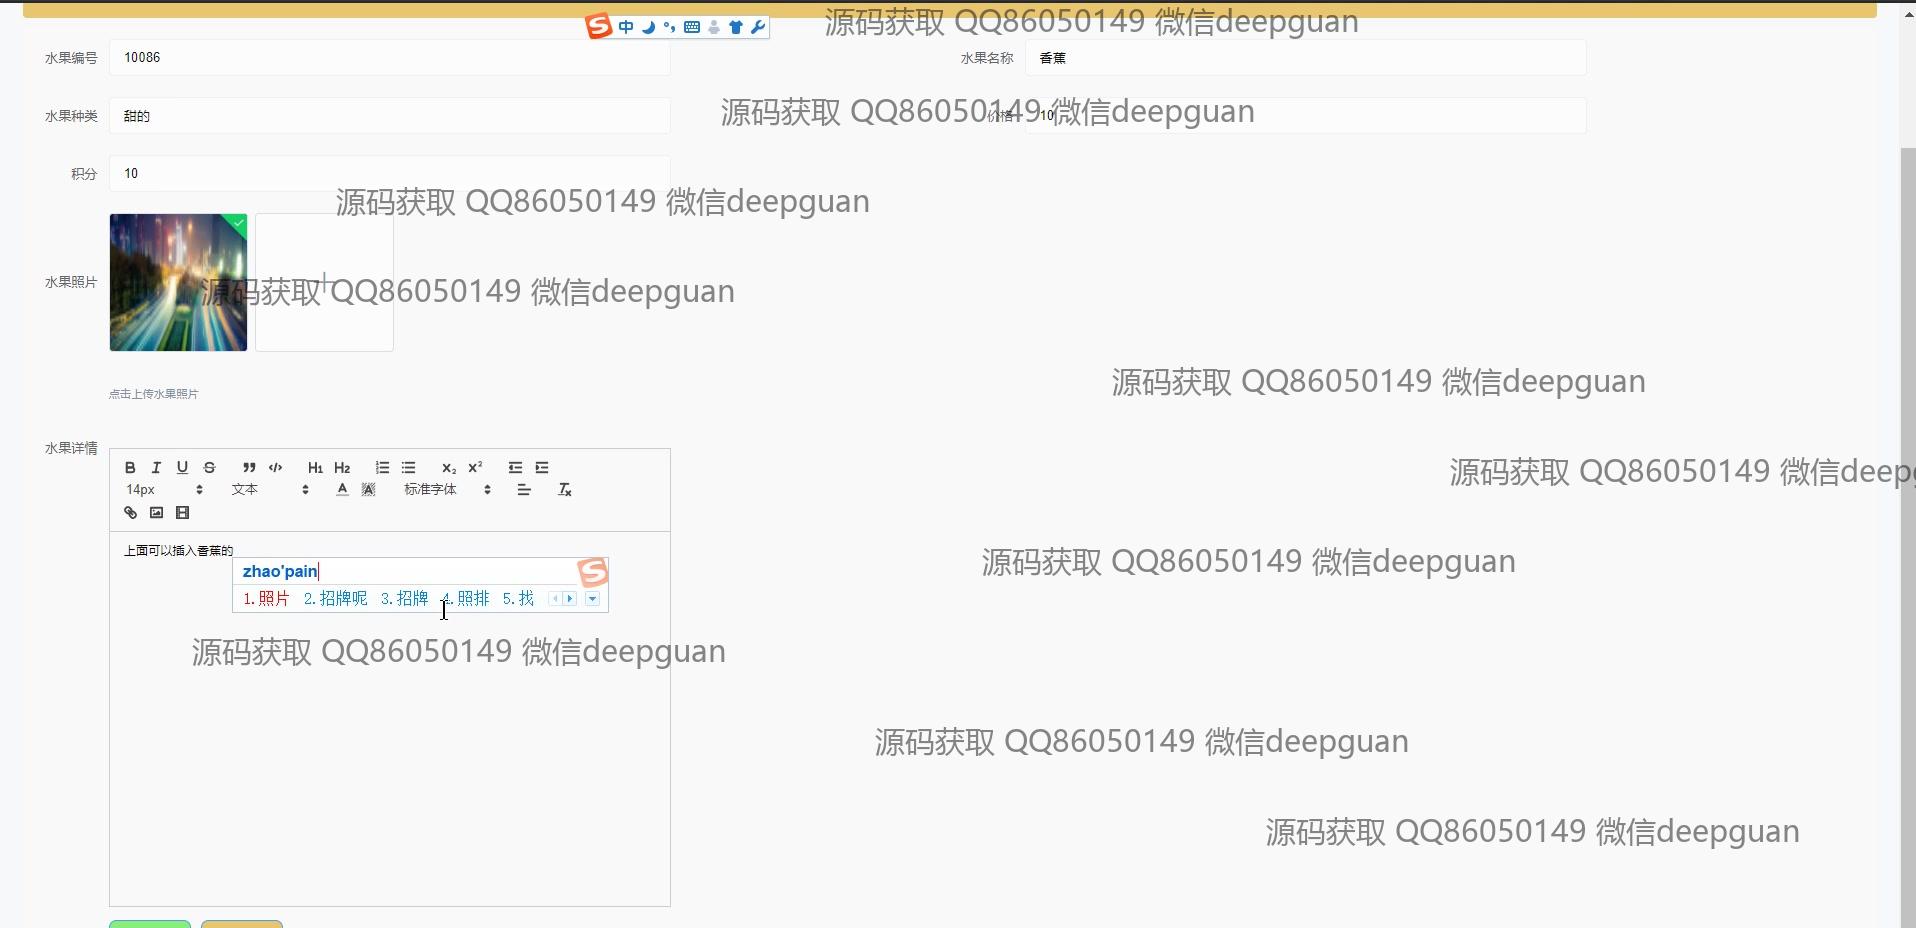 源码获取 QQ86050149 微信deepguan
中
水果编号 10086 水果名称 香蕉
水果种类 甜的 价格 10
源码获取 QQ86050149 微信deepguan
积分 10
源码获取 QQ86050149 微信deepguan
水果照片
源码获取 QQ86050149 微信deepguan
源码获取 QQ86050149 微信deepguan
点击上传水果照片
水果详情
源码获取 QQ86050149 微信deep
B I U S H1 H2 X2 X2
14px 文本 A A 标准字体 Tx
上面可以插入香蕉的
源码获取 QQ86050149 微信deepguan
zhao'pain
1.照片 2.招牌呢 3.招牌 4.照排 5.找
源码获取 QQ86050149 微信deepguan
源码获取 QQ86050149 微信deepguan
源码获取 QQ86050149 微信deepguan